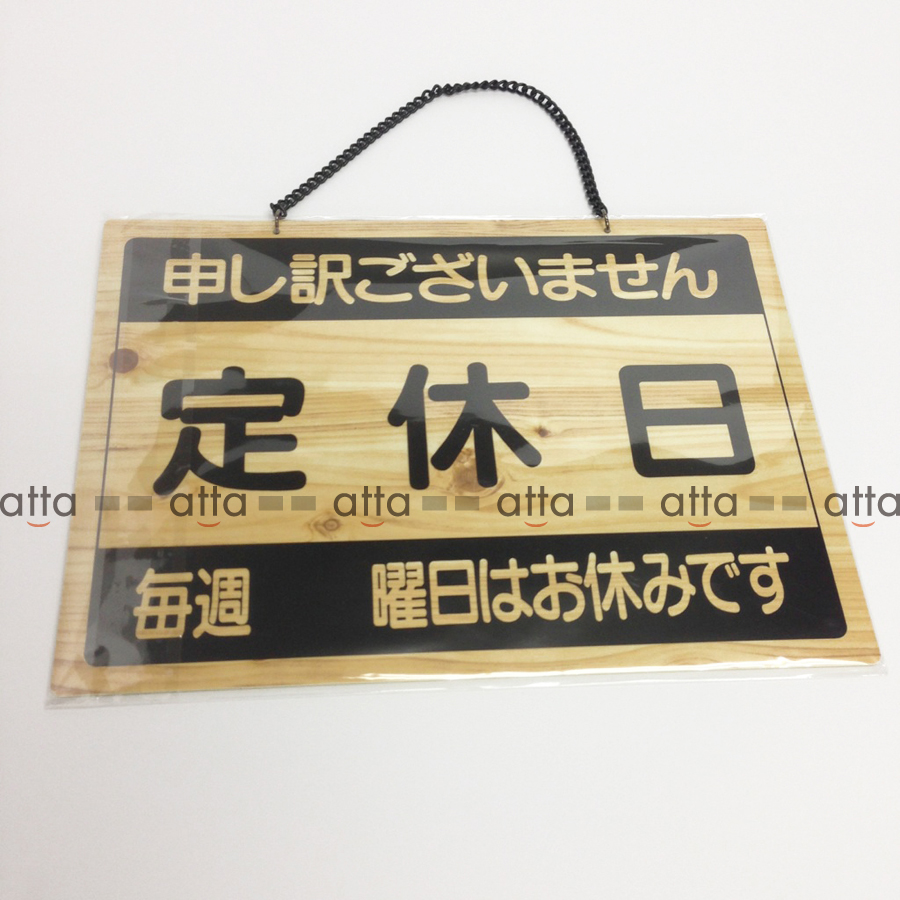 申し訳ございません
定休日
atta atta atta atta atta atta
毎週　　曜日はお休みです